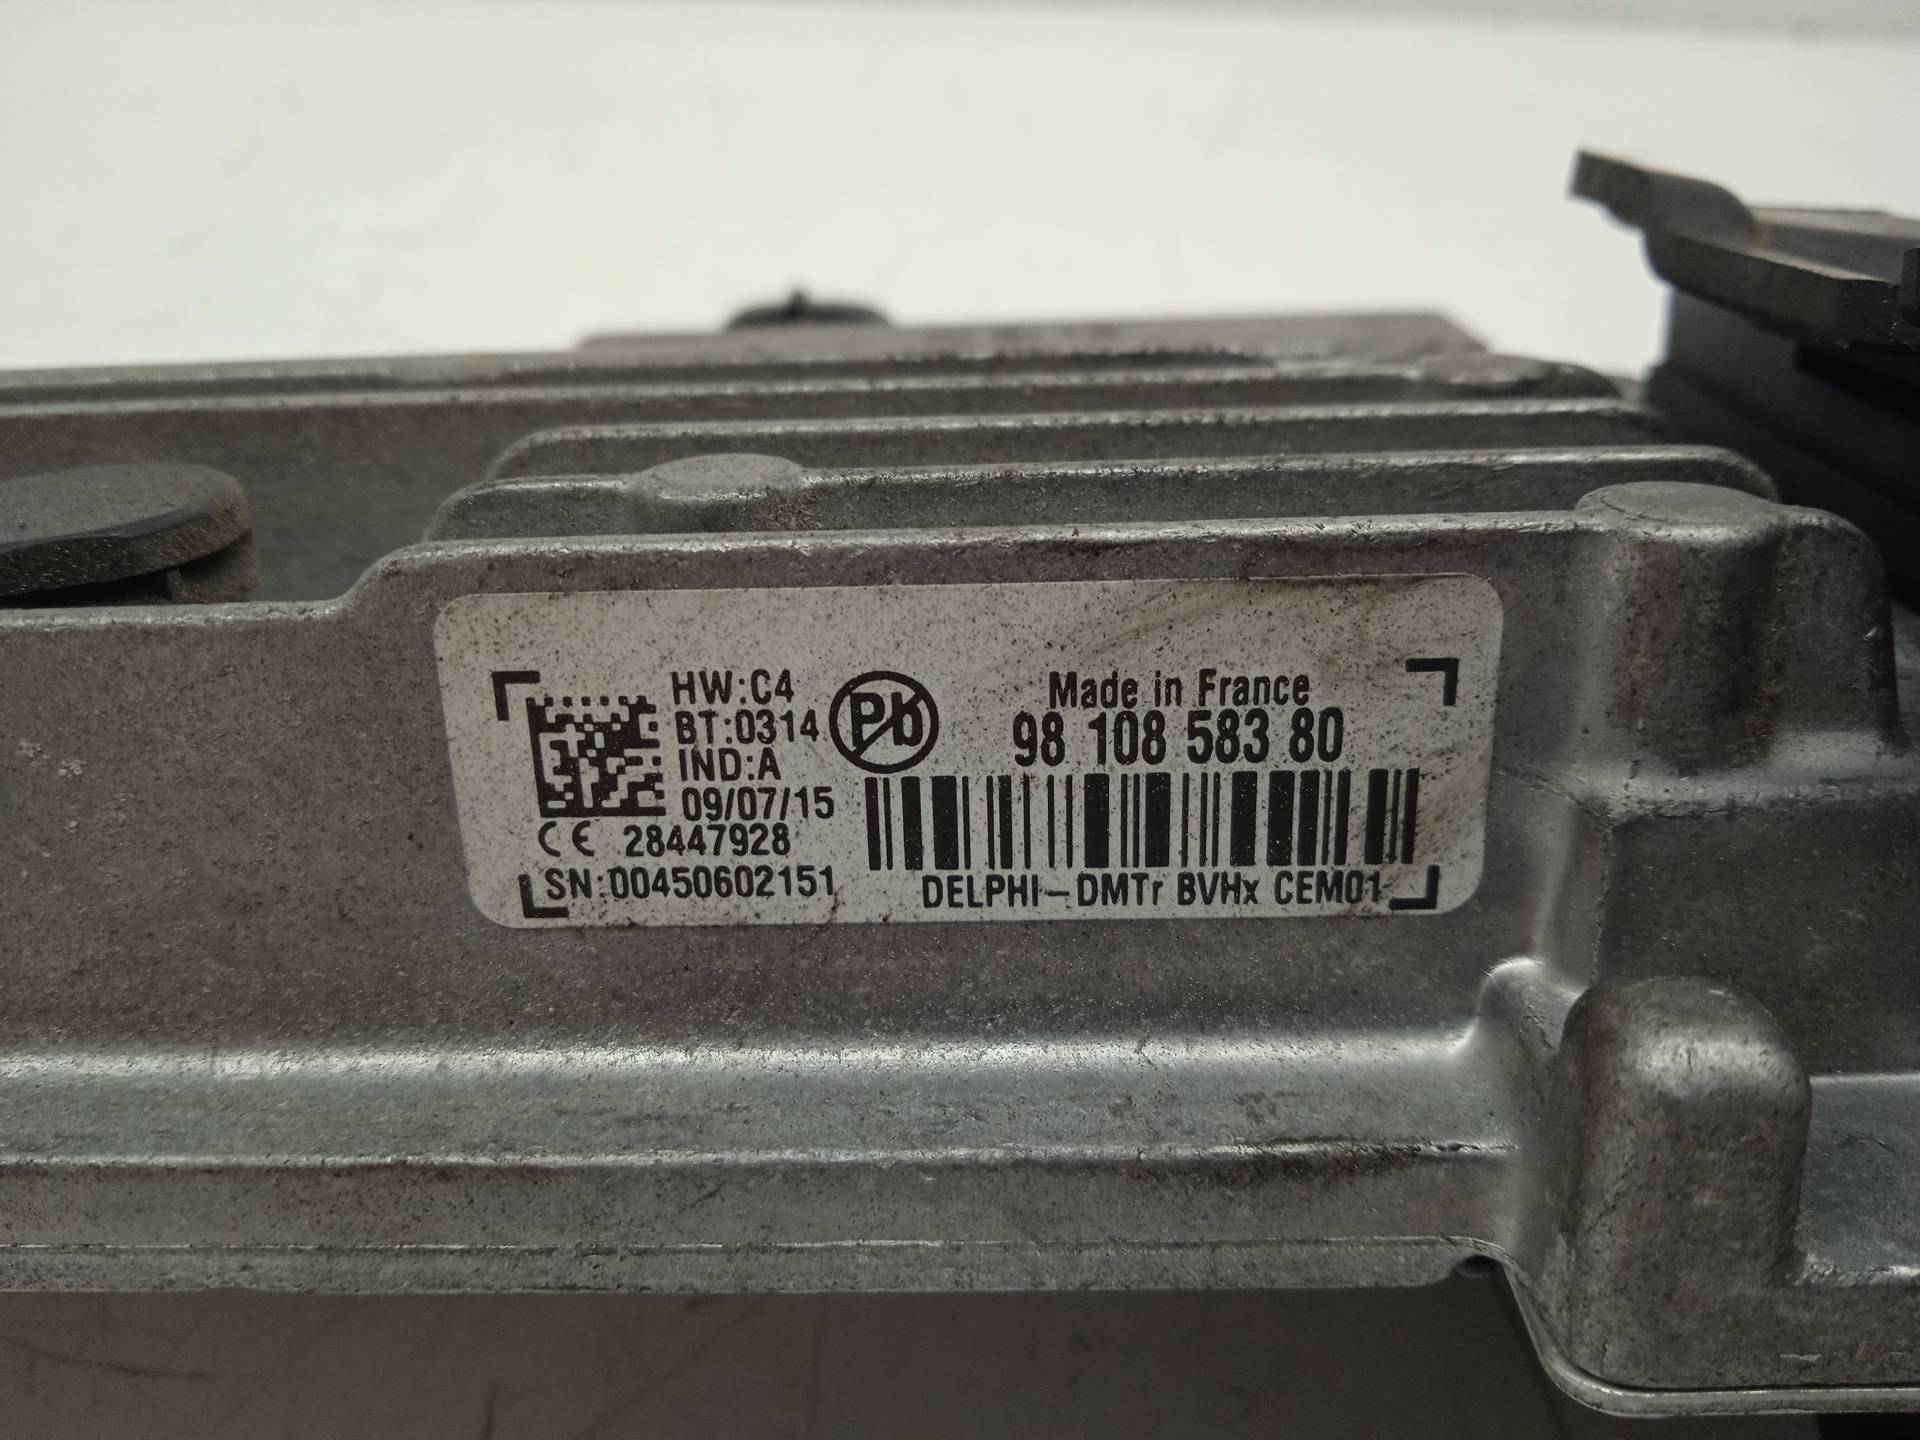 HW:C4
BT:0314
IND:A
09/07/15
CE 28447928
SN:00450602151
Pb
Made in France
98 108 583 80
DELPHI-DMTr BVHx CEM01